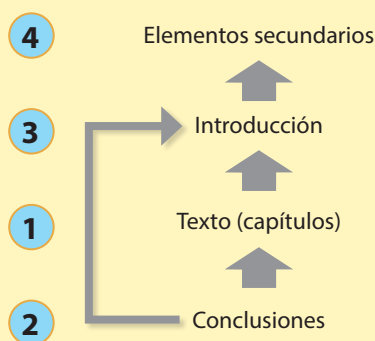 4 Elementos secundarios
3 Introducción
1 Texto (capítulos)
2 Conclusiones